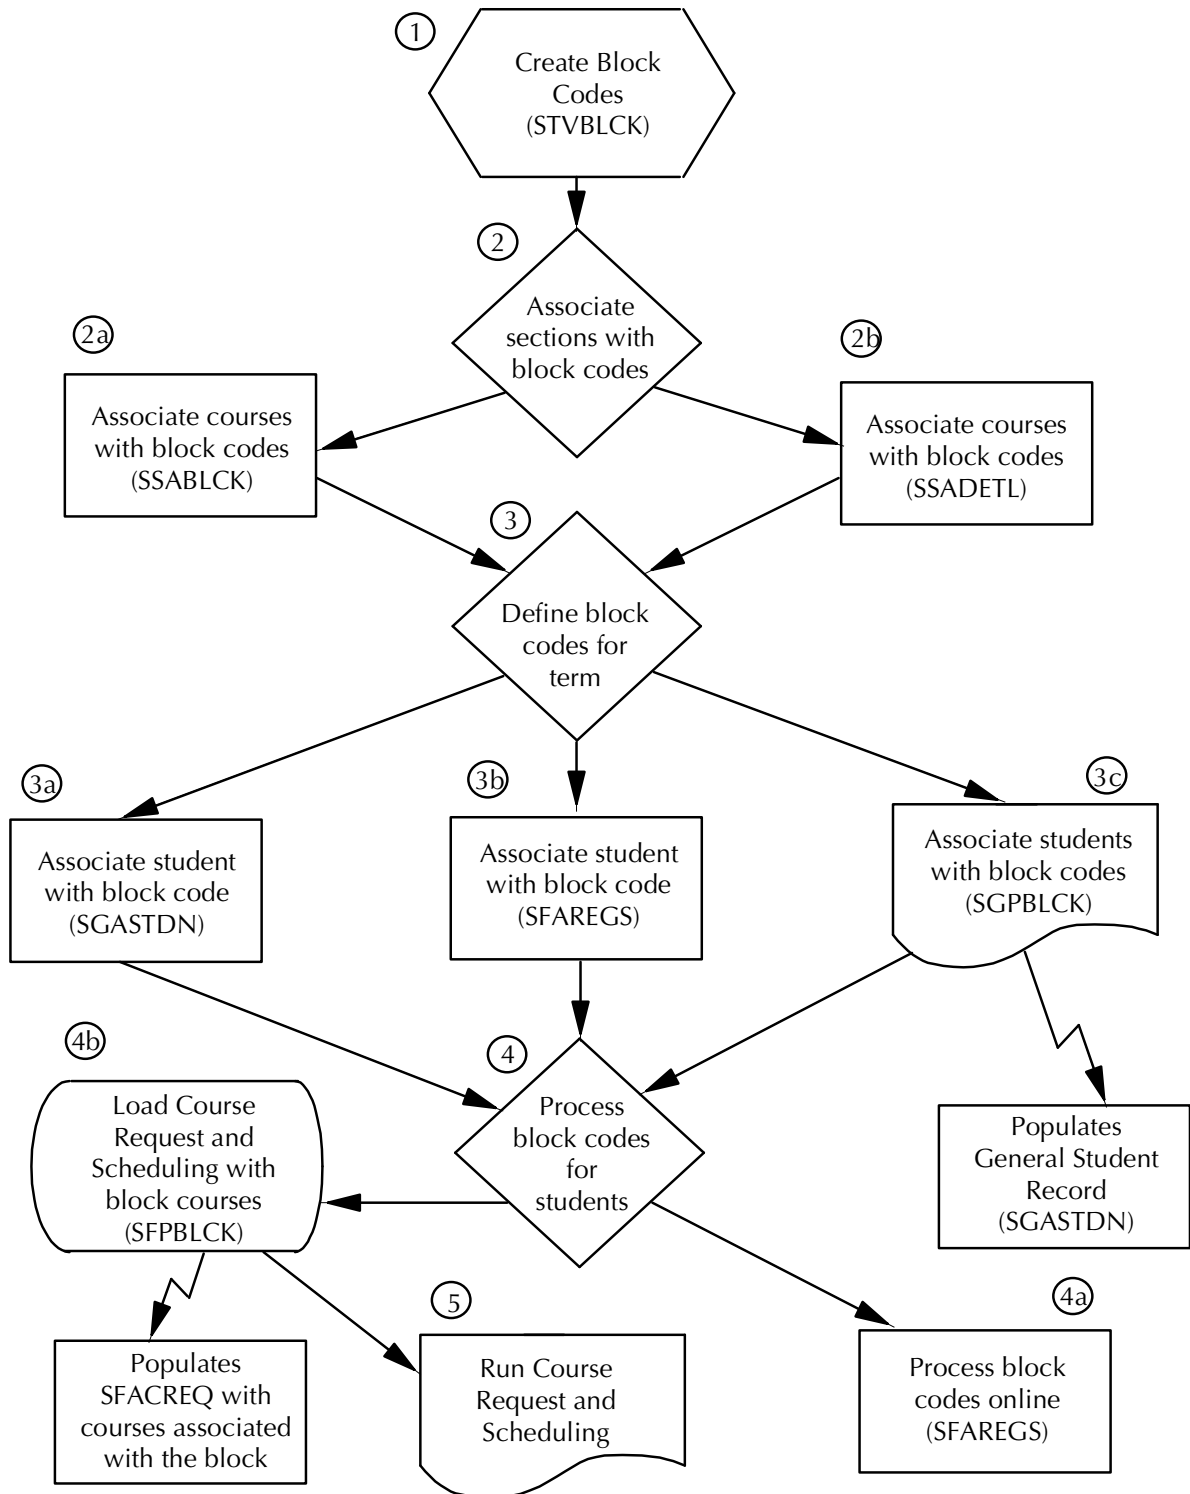 1
Create Block
Codes
(STVBLCK)
2
Associate
sections with
block codes
2a
Associate courses
with block codes
(SSABLCK)
2b
Associate courses
with block codes
(SSADETL)
3
Define block
codes for
term
3a
Associate student
with block code
(SGASTDN)
3b
Associate student
with block code
(SFAREGS)
3c
Associate students
with block codes
(SGPBLCK)
4b
Load Course
Request and
Scheduling with
block courses
(SFPBLCK)
4
Process
block codes
for
students
Populates
General Student
Record
(SGASTDN)
Populates
SFACREQ with
courses associated
with the block
5
Run Course
Request and
Scheduling
4a
Process block
codes online
(SFAREGS)